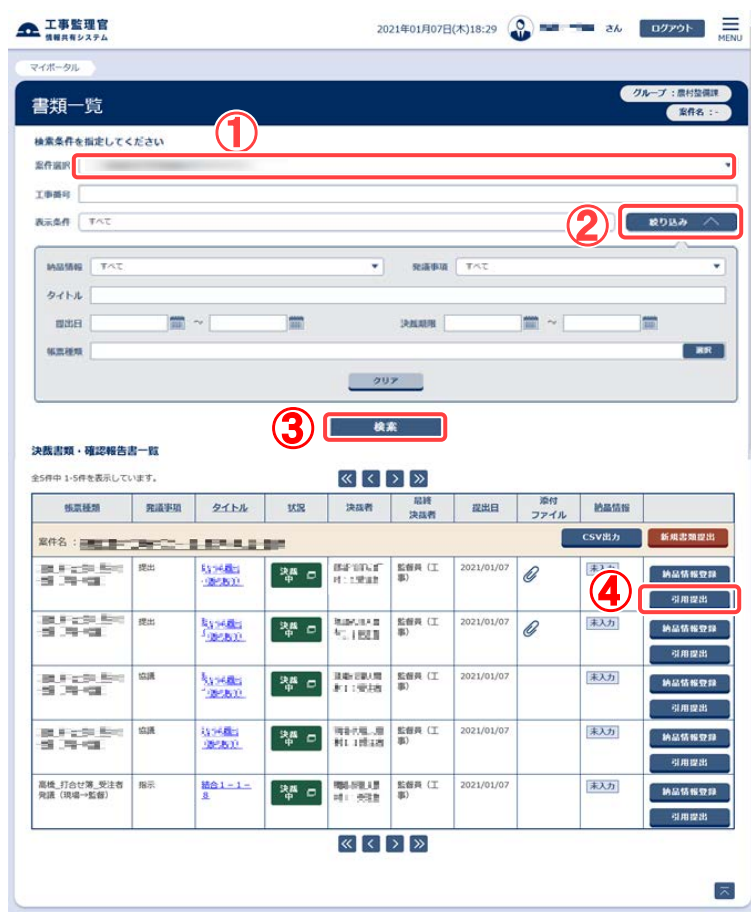 工事監理官
情報共有システム
2021年01月07日(木)18:29
さん
ログアウト
MENU
マイポータル
書類一覧
グループ：農村整備課
案件名：-
検索条件を指定してください
①
案件選択
工事番号
表示条件 すべて
②
絞り込み
納品情報 すべて
発議事項 すべて
タイトル
提出日 ～
決裁期限 ～
帳票種類
選択
クリア
③
検索
決裁書類・確認報告書一覧
全5件中 1-5件を表示しています。
帳票種類 発議事項 タイトル 状況 決裁者 最終決裁者 提出日 添付ファイル 納品情報
案件名：
CSV出力 新規書類提出
提出 決裁中 監督員（工事） 2021/01/07 未入力 納品情報登録
④
引用提出
提出 決裁中 監督員（工事） 2021/01/07 未入力 納品情報登録
引用提出
協議 決裁中 監督員（工事） 2021/01/07 未入力 納品情報登録
引用提出
協議 決裁中 監督員（工事） 2021/01/07 未入力 納品情報登録
引用提出
高橋_打合せ簿_受注者発議（現場→監督） 指示 結合1－1－8 決裁中 監督員（工事） 2021/01/07 未入力 納品情報登録
引用提出